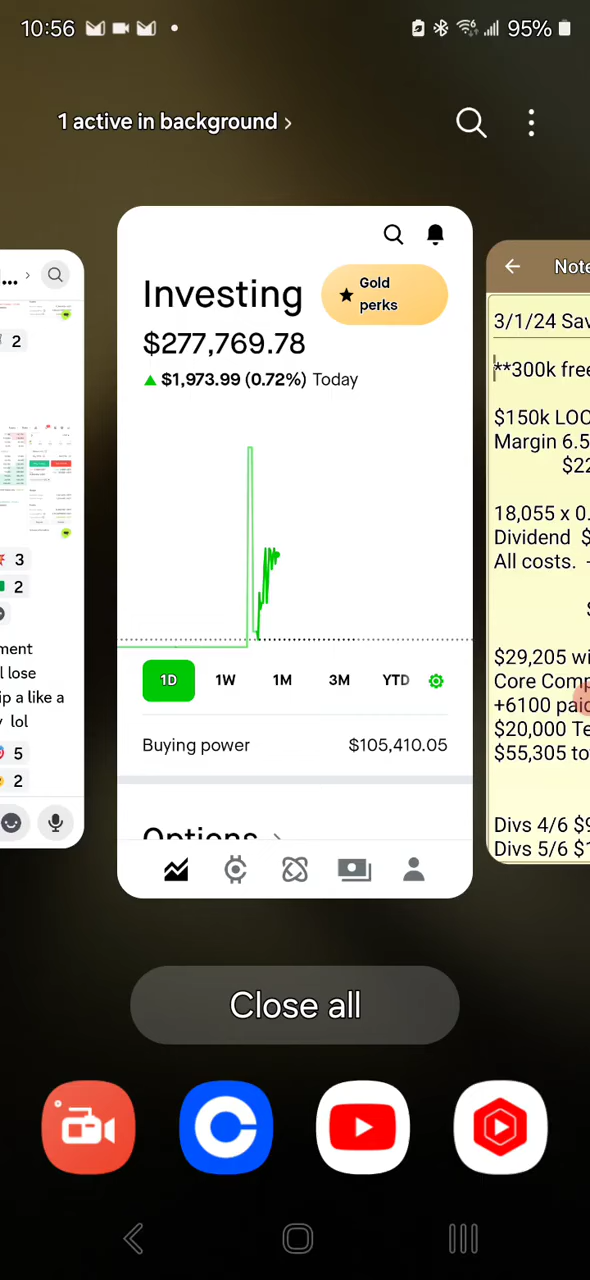 10:56
95%
1 active in background >
Investing
Gold
perks
$277,769.78
$1,973.99 (0.72%) Today
1D
1W
1M
3M
YTD
Buying power
$105,410.05
Options >
...
2
3
2
ment
l lose
ip a like a
lol
5
2
Note
3/1/24 Sav
**300k free
$150k LOC
Margin 6.5
$22
18,055 x 0.
Dividend $
All costs. -
$
$29,205 wi
Core Com
+6100 paid
$20,000 Te
$55,305 to
Divs 4/6 $9
Divs 5/6 $1
Close all